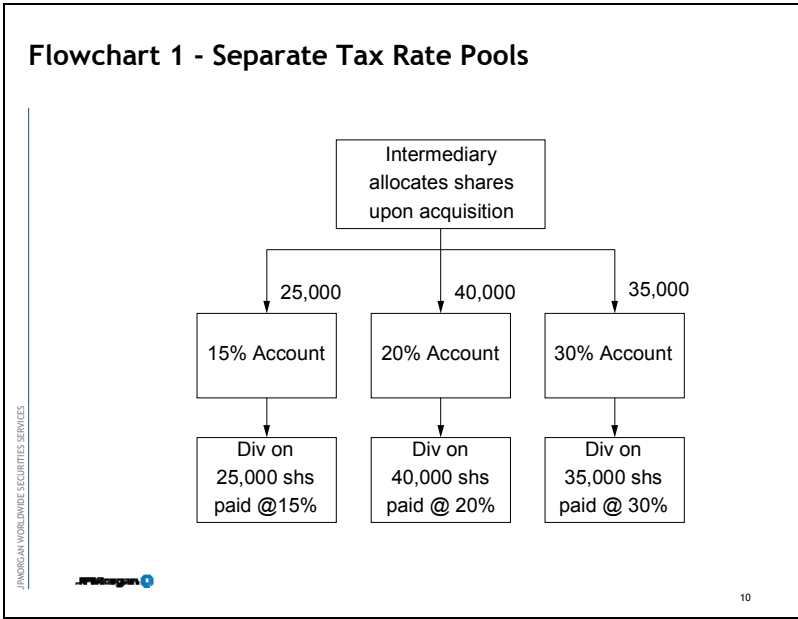 Flowchart 1 - Separate Tax Rate Pools
Intermediary
allocates shares
upon acquisition
25,000
40,000
35,000
15% Account
20% Account
30% Account
Div on
25,000 shs
paid @15%
Div on
40,000 shs
paid @ 20%
Div on
35,000 shs
paid @ 30%
JPMORGAN WORLDWIDE SECURITIES SERVICES
JPMorgan
10